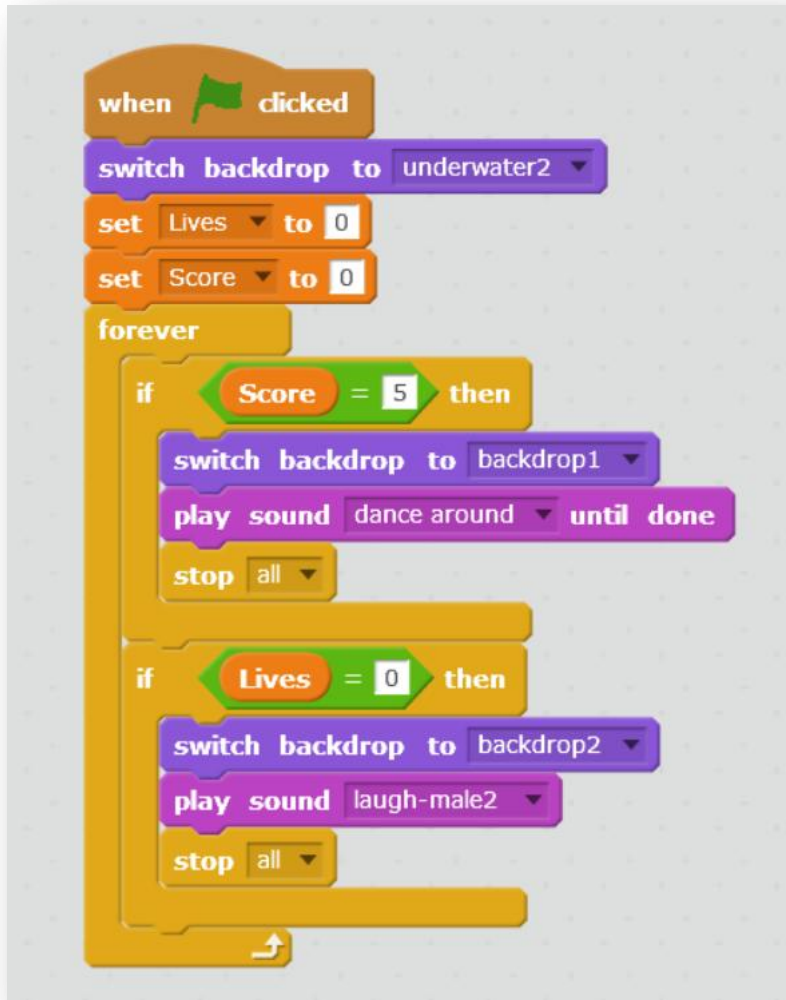 when clicked
switch backdrop to underwater2
set Lives to 0
set Score to 0
forever
if Score = 5 then
switch backdrop to backdrop1
play sound dance around until done
stop all
if Lives = 0 then
switch backdrop to backdrop2
play sound laugh-male2
stop all